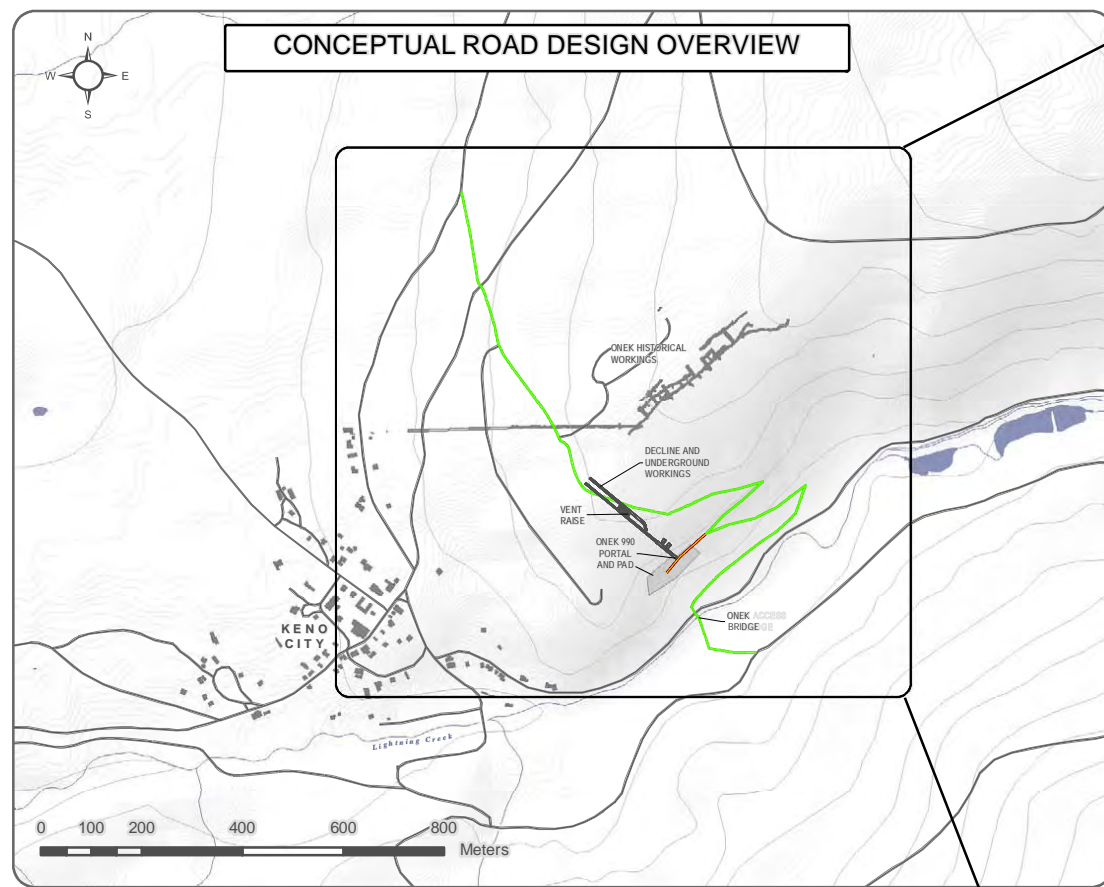 CONCEPTUAL ROAD DESIGN OVERVIEW
N
W
E
S
ONEK HISTORICAL
WORKINGS
DECLINE AND
UNDERGROUND
WORKINGS
VENT
RAISE
ONEK 990
PORTAL
AND PAD
ONEK ACCESS
BRIDGE
KENO
CITY
Lightning Creek
0 100 200 400 600 800
Meters